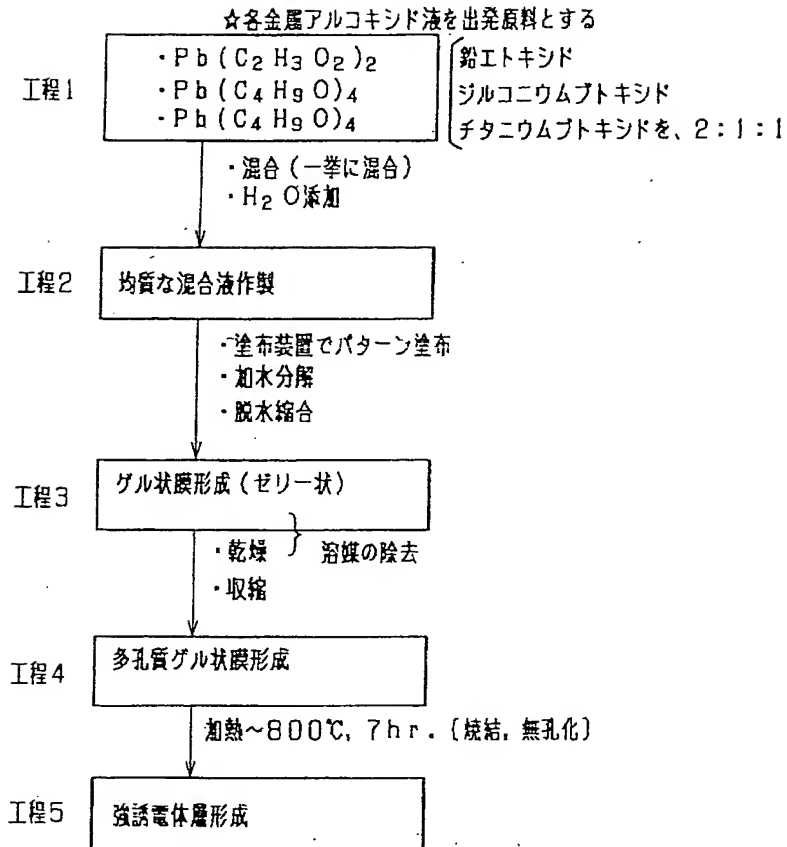 ☆各金属アルコキシド液を出発原料とする
工程1
・Pb(C2H3O2)2
・Pb(C4H9O)4
・Pb(C4H9O)4
鉛エトキシド
ジルコニウムブトキシド
チタニウムブトキシドを、2:1:1
・混合(一挙に混合)
・H2O添加
工程2
均質な混合液作製
・塗布装置でパターン塗布
・加水分解
・脱水縮合
工程3
ゲル状膜形成(ゼリー状)
・乾燥
・収縮
溶媒の除去
工程4
多孔質ゲル状膜形成
加熱~800℃, 7hr.{焼結, 無孔化}
工程5
強誘電体層形成